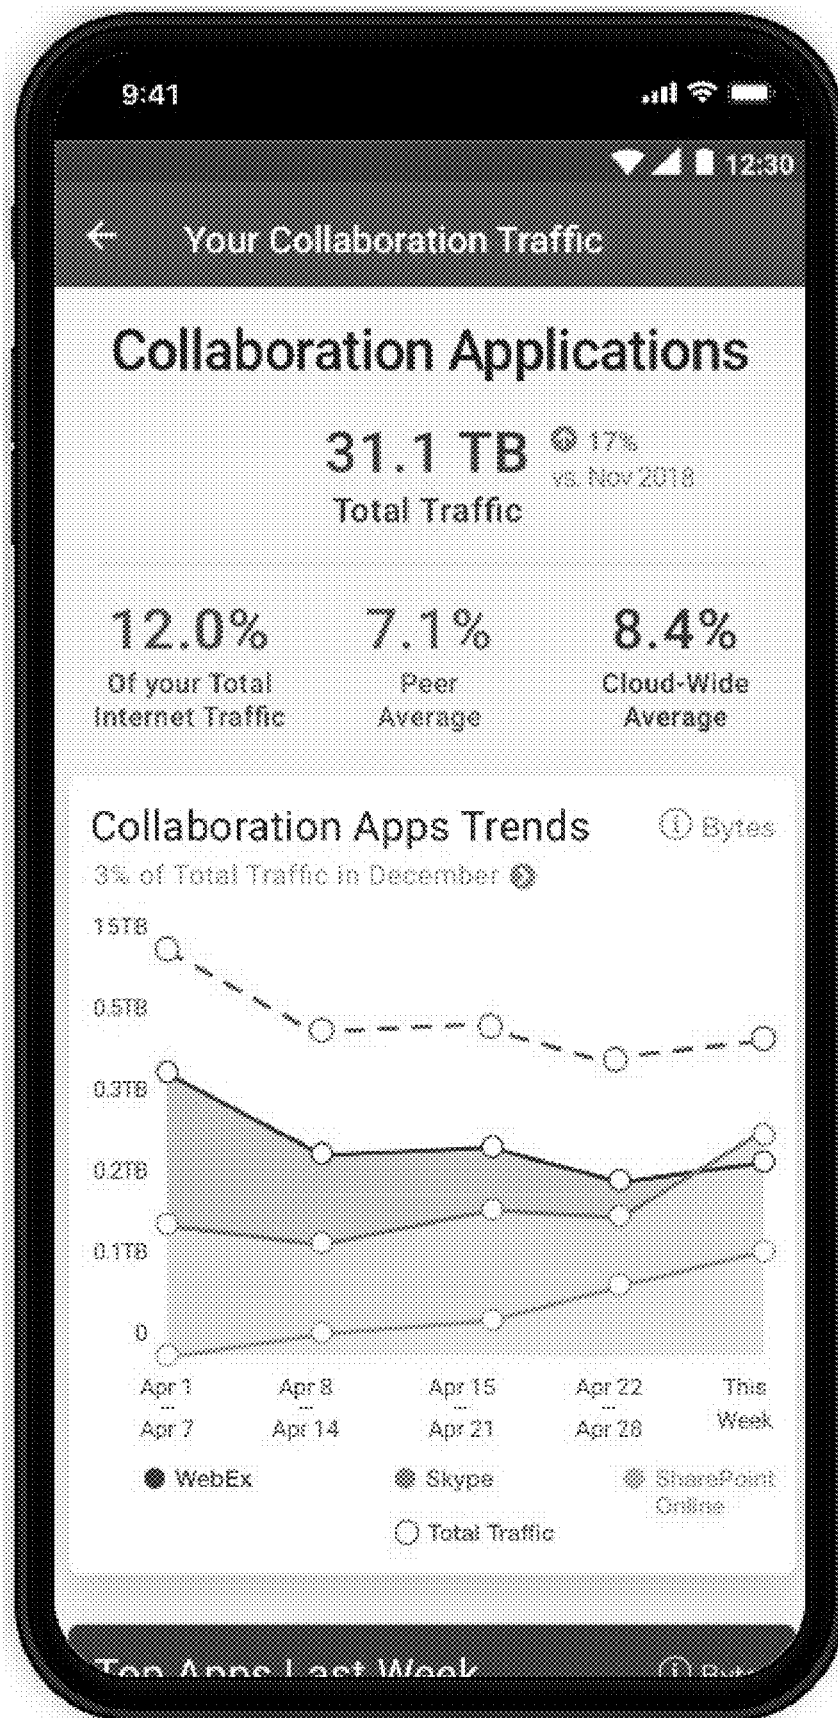 9:41
12:30
Your Collaboration Traffic
Collaboration Applications
31.1 TB
17%
vs. Nov 2018
Total Traffic
12.0%
Of your Total
Internet Traffic
7.1%
Peer
Average
8.4%
Cloud-Wide
Average
Collaboration Apps Trends
Bytes
3% of Total Traffic in December
15TB
0.5TB
0.3TB
0.2TB
0.1TB
0
Apr 1
...
Apr 7
Apr 8
...
Apr 14
Apr 15
...
Apr 21
Apr 22
...
Apr 28
This
Week
WebEx
Skype
SharePoint
Online
Total Traffic
Top Apps Last Week